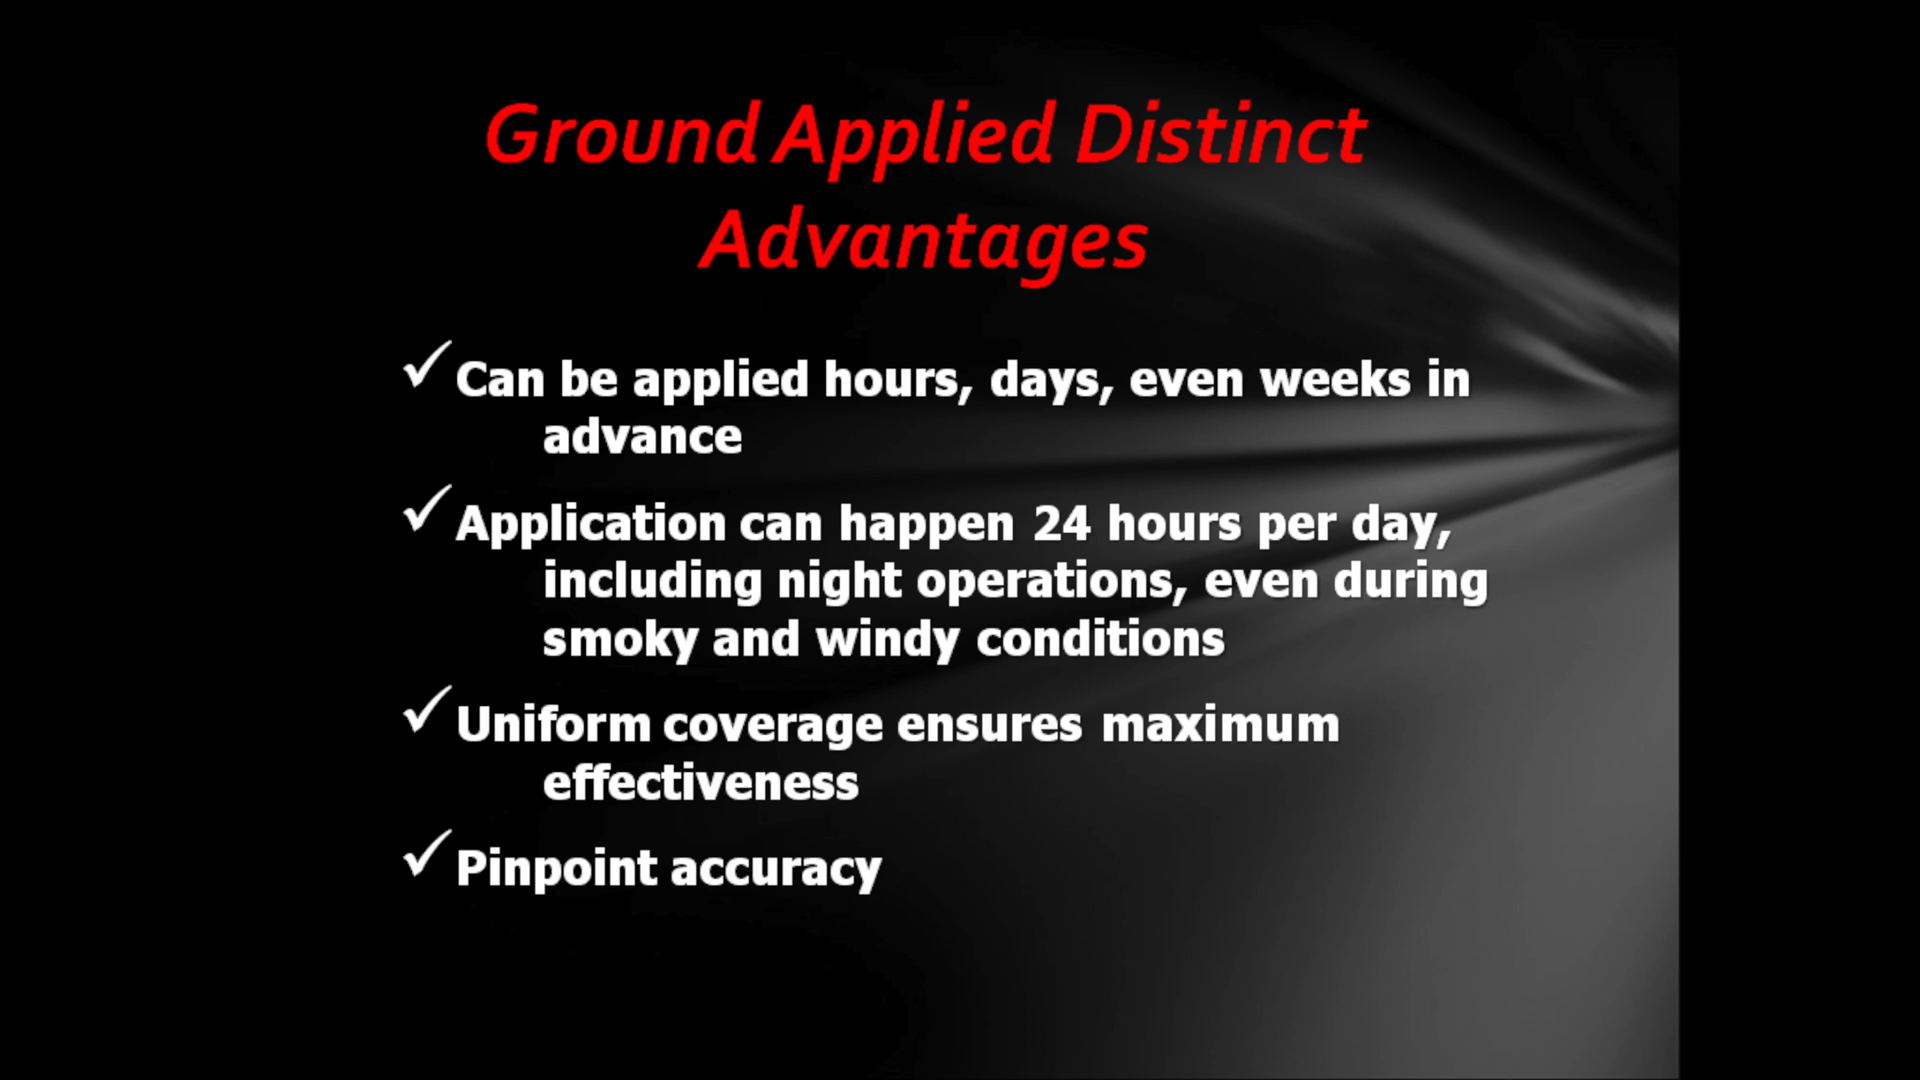 Ground Applied Distinct
Advantages
✓Can be applied hours, days, even weeks in
advance
✓Application can happen 24 hours per day,
including night operations, even during
smoky and windy conditions
✓Uniform coverage ensures maximum
effectiveness
✓Pinpoint accuracy